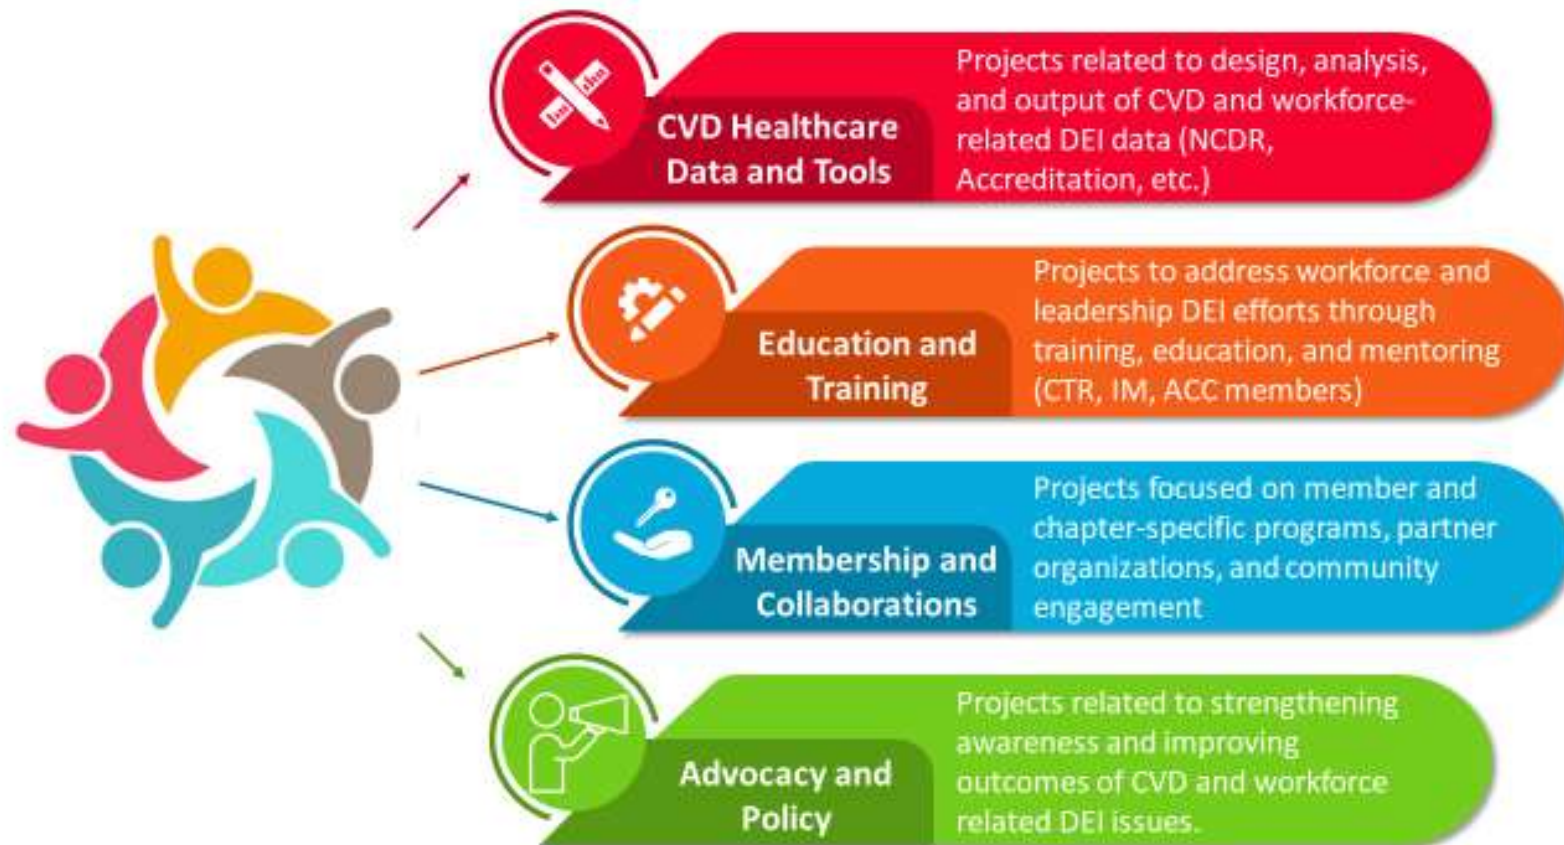 CVD Healthcare
Data and Tools
Projects related to design, analysis,
and output of CVD and workforce-
related DEI data (NCDR,
Accreditation, etc.)
Education and
Training
Projects to address workforce and
leadership DEI efforts through
training, education, and mentoring
(CTR, IM, ACC members)
Membership and
Collaborations
Projects focused on member and
chapter-specific programs, partner
organizations, and community
engagement
Advocacy and
Policy
Projects related to strengthening
awareness and improving
outcomes of CVD and workforce
related DEI issues.